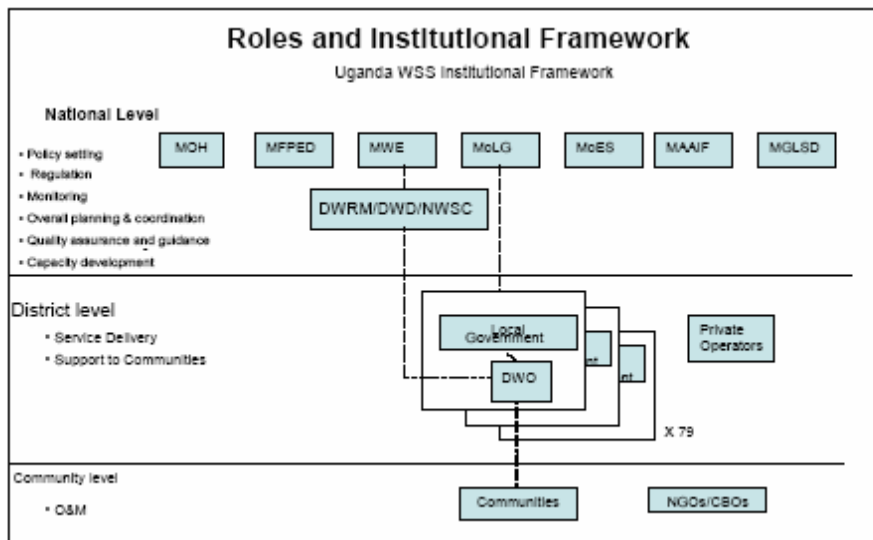 Roles and Institutional Framework
Uganda WSS Institutional Framework
National Level
• Policy setting
• Regulation
• Monitoring
• Overall planning & coordination
• Quality assurance and guidance
• Capacity development
MOH
MFPED
MWE
MoLG
MoES
MAAIF
MGLSD
DWRM/DWD/NWSC
District level
• Service Delivery
• Support to Communities
Local
Government
DWO
nt
nt
X 79
Private
Operators
Community level
• O&M
Communities
NGOs/CBOs